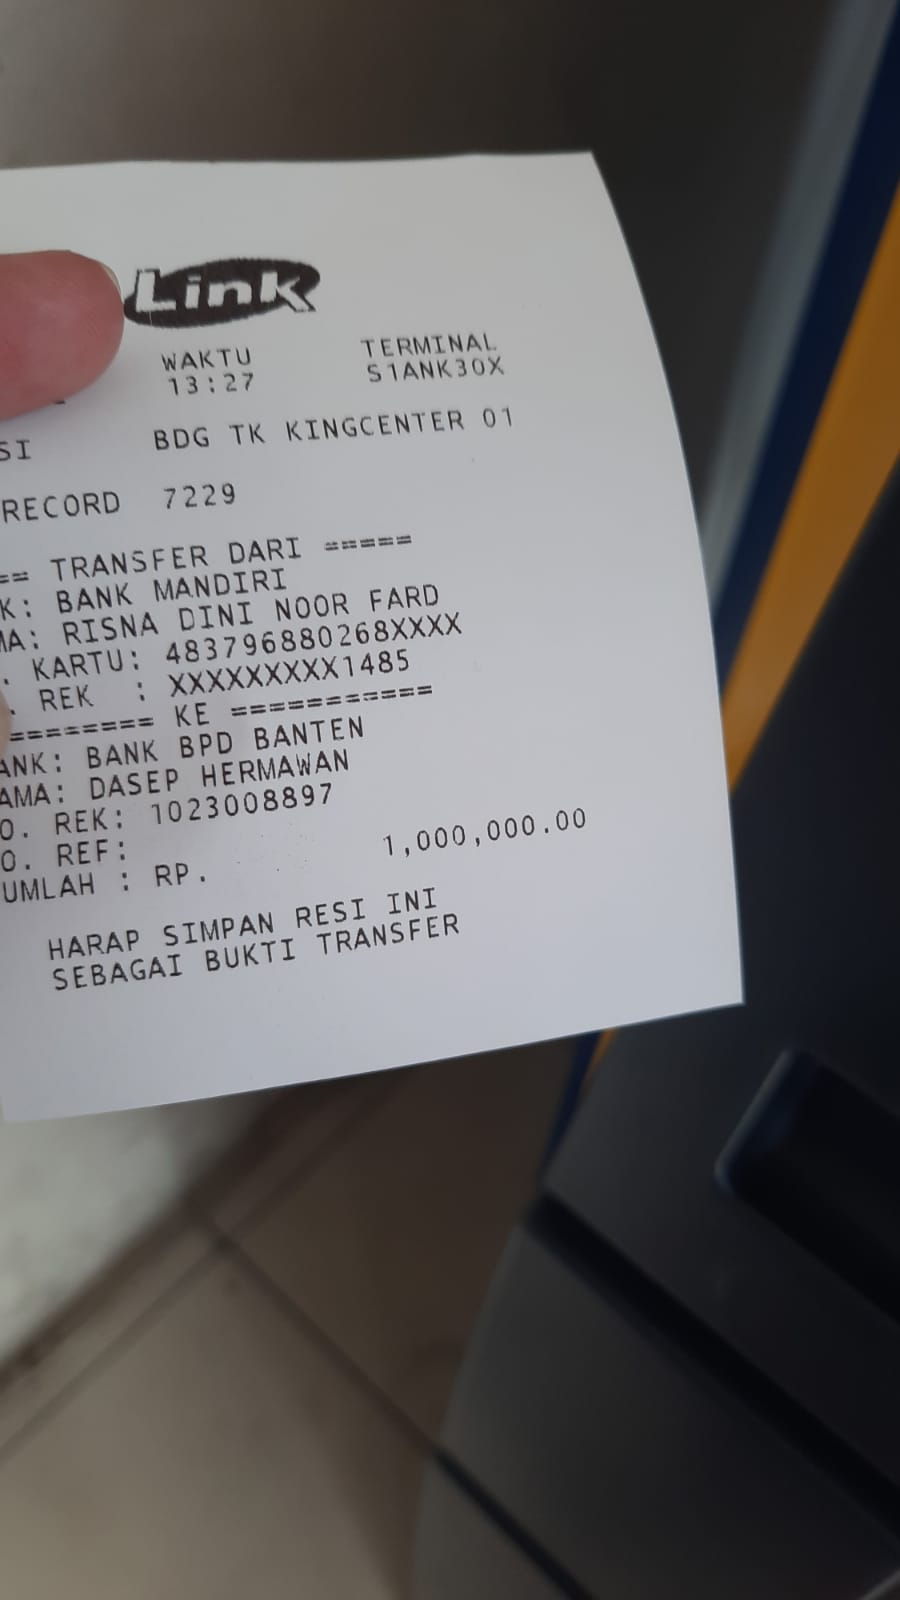 Link
WAKTU TERMINAL
13:27 S1ANK30X
SI BDG TK KINGCENTER 01
RECORD 7229
== TRANSFER DARI =====
K: BANK MANDIRI
MA: RISNA DINI NOOR FARD
. KARTU: 483796880268XXXX
. REK : XXXXXXXXX1485
======== KE ===========
ANK: BANK BPD BANTEN
AMA: DASEP HERMAWAN
O. REK: 1023008897
O. REF:
UMLAH : RP. 1,000,000.00
HARAP SIMPAN RESI INI
SEBAGAI BUKTI TRANSFER